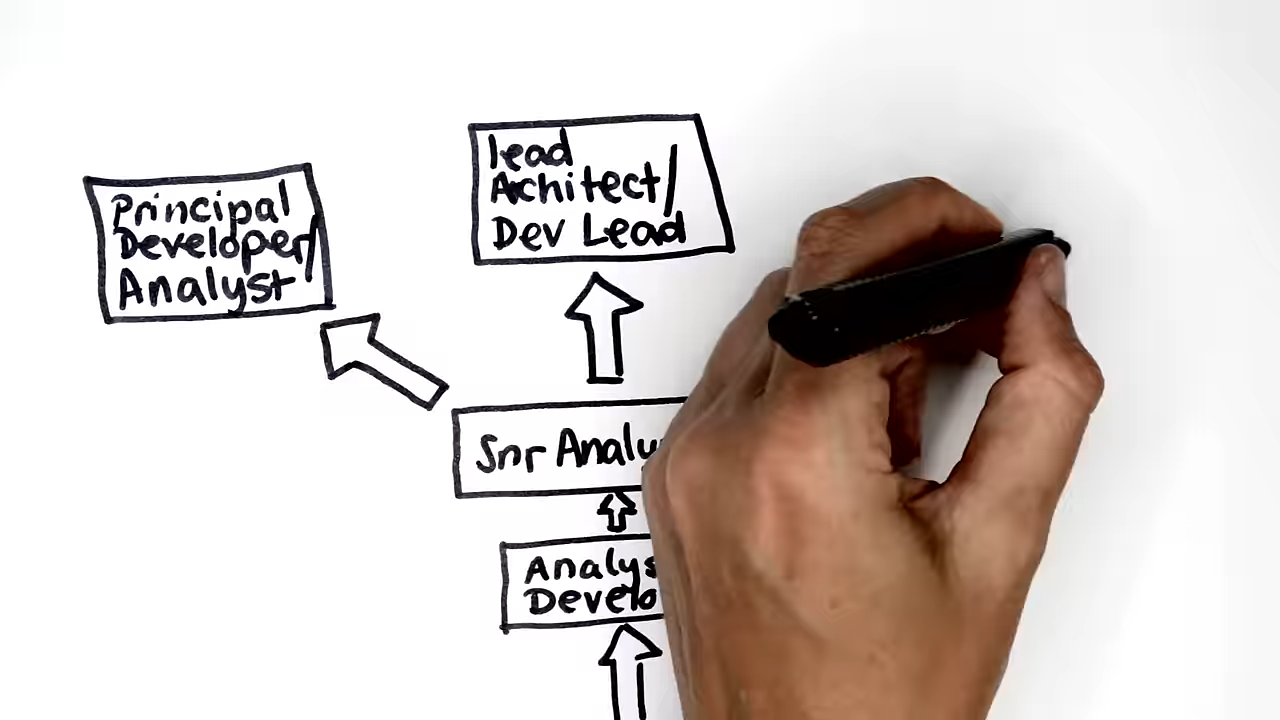 lead
Architect/
Dev Lead
Principal
Developer/
Analyst
Snr